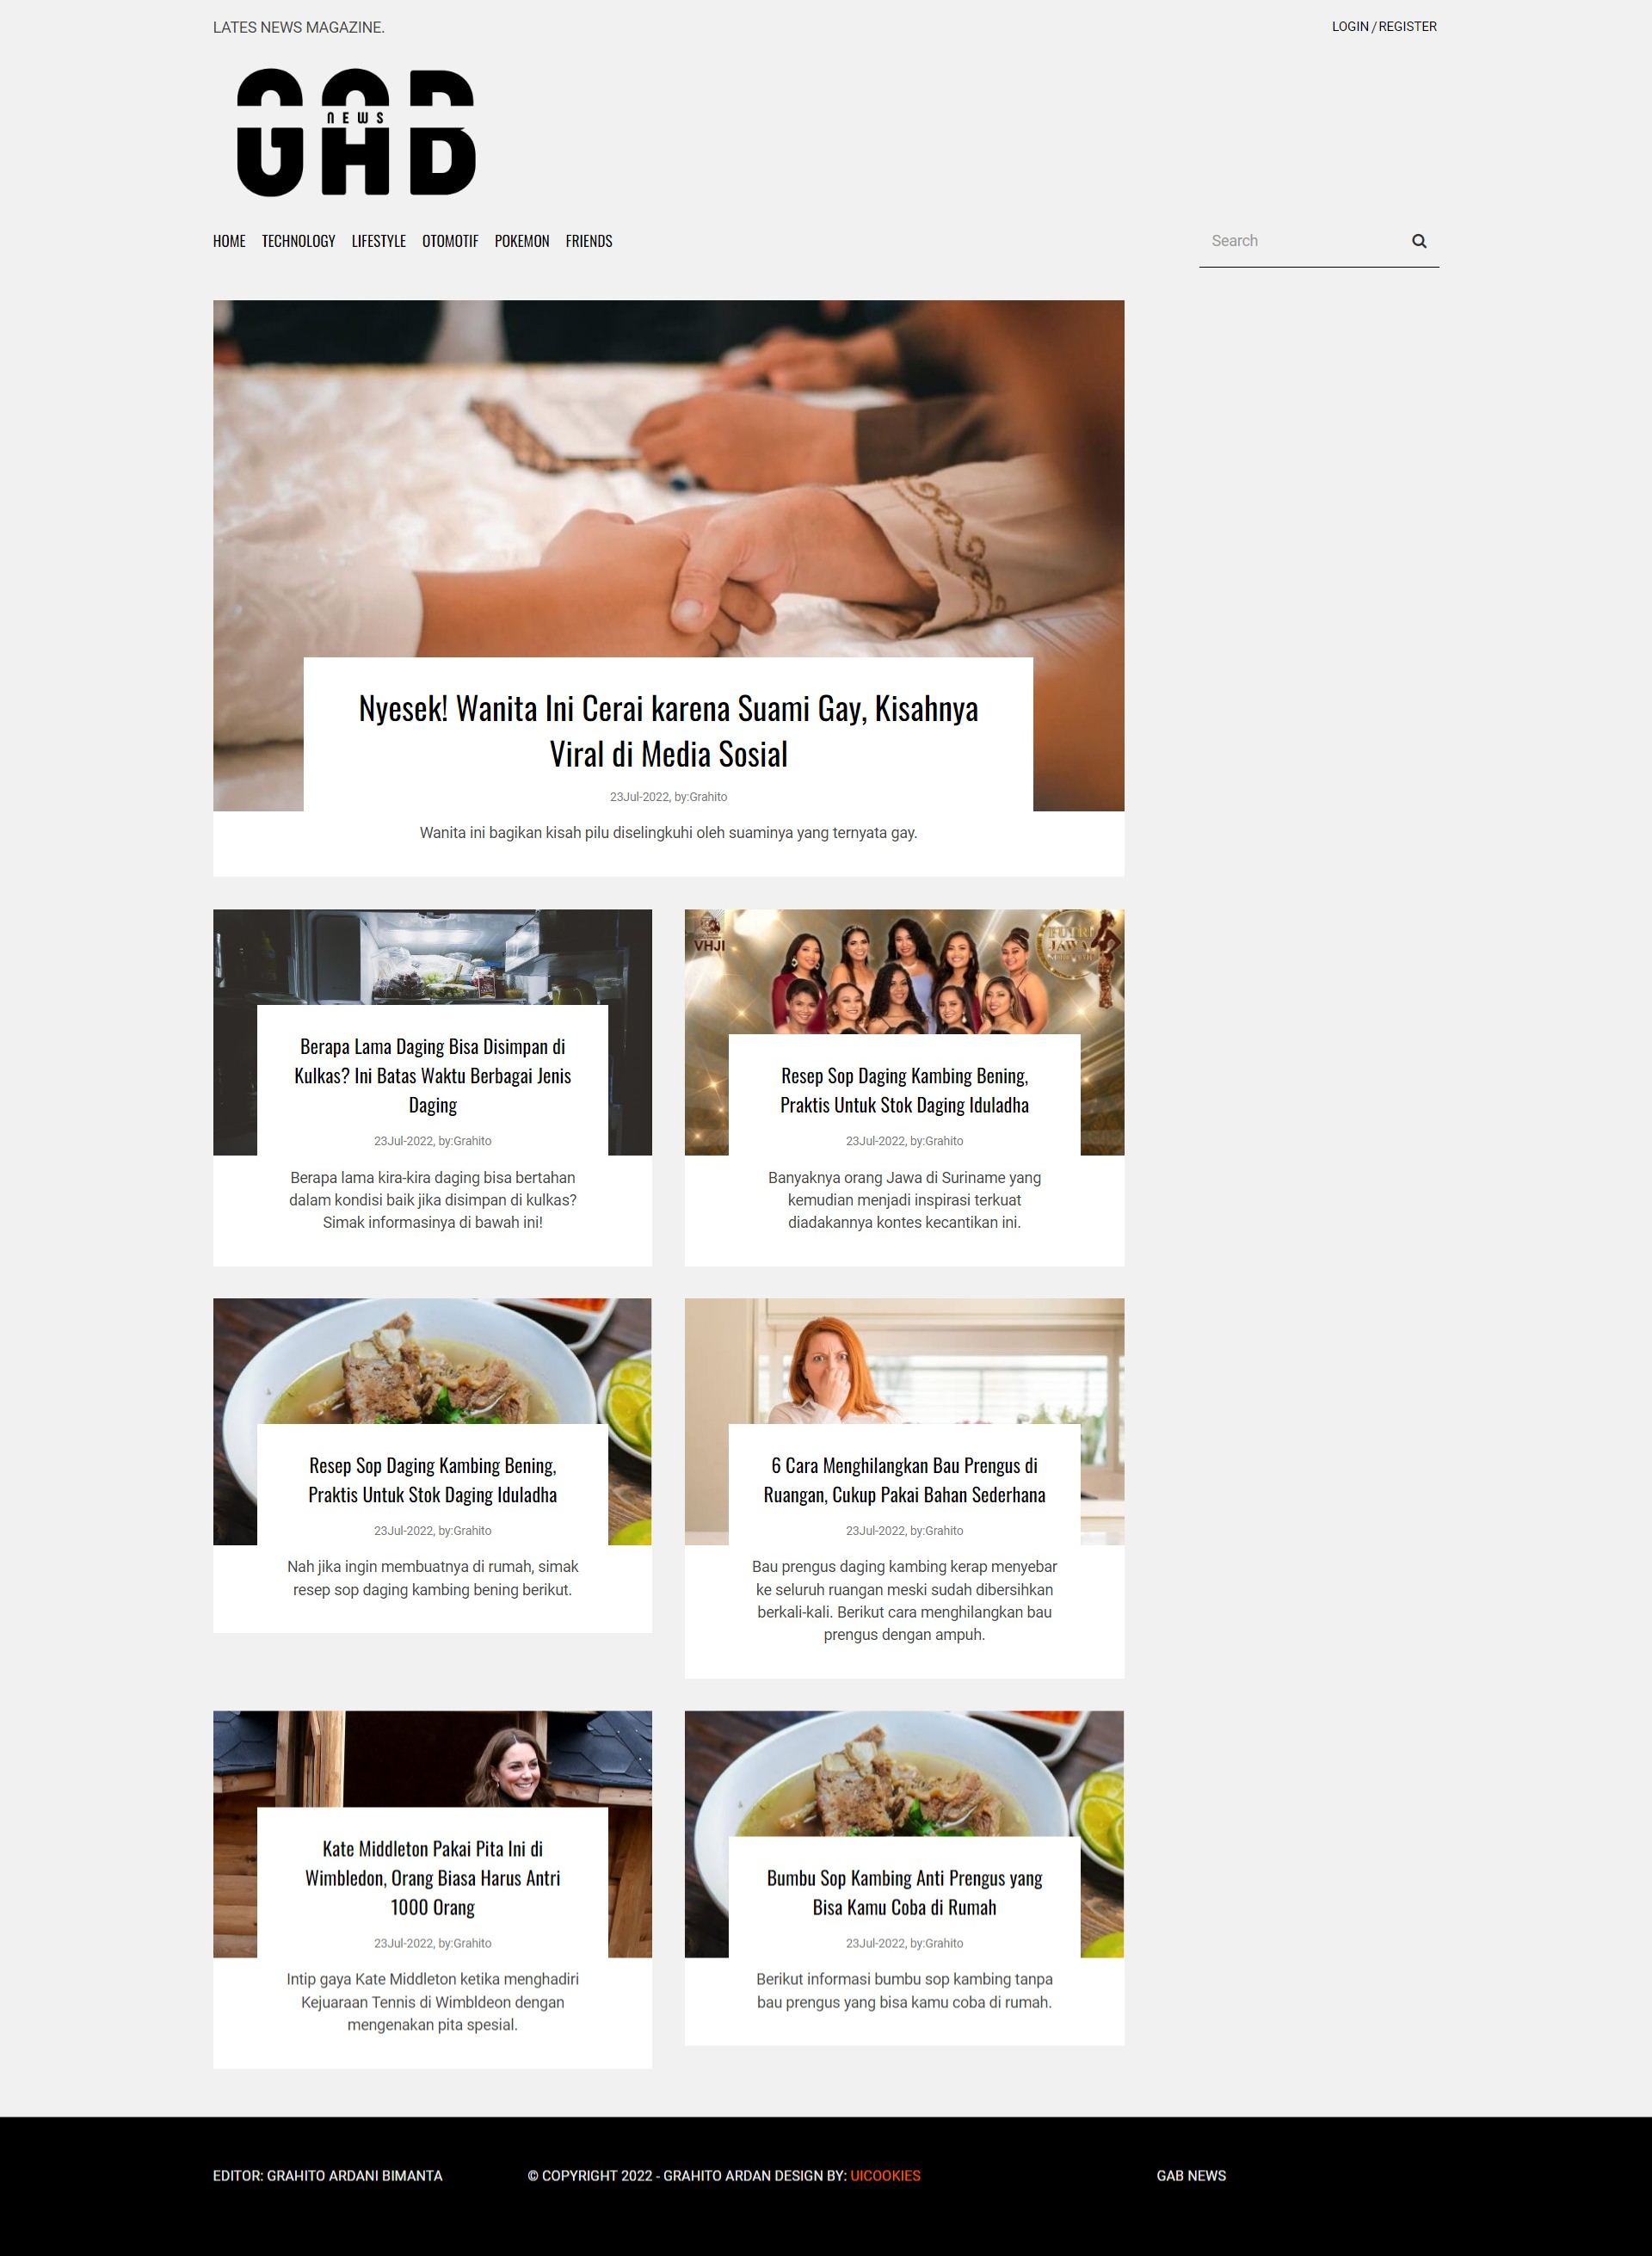 LATES NEWS MAGAZINE.
LOGIN / REGISTER
GAB
NEWS
HOME TECHNOLOGY LIFESTYLE OTOMOTIF POKEMON FRIENDS
Search
Nyesek! Wanita Ini Cerai karena Suami Gay, Kisahnya
Viral di Media Sosial
23Jul-2022, by:Grahito
Wanita ini bagikan kisah pilu diselingkuhi oleh suaminya yang ternyata gay.
Berapa Lama Daging Bisa Disimpan di
Kulkas? Ini Batas Waktu Berbagai Jenis
Daging
23Jul-2022, by:Grahito
Berapa lama kira-kira daging bisa bertahan
dalam kondisi baik jika disimpan di kulkas?
Simak informasinya di bawah ini!
VHJI
PUTRI
JAWA
Resep Sop Daging Kambing Bening,
Praktis Untuk Stok Daging Iduladha
23Jul-2022, by:Grahito
Banyaknya orang Jawa di Suriname yang
kemudian menjadi inspirasi terkuat
diadakannya kontes kecantikan ini.
Resep Sop Daging Kambing Bening,
Praktis Untuk Stok Daging Iduladha
23Jul-2022, by:Grahito
Nah jika ingin membuatnya di rumah, simak
resep sop daging kambing bening berikut.
6 Cara Menghilangkan Bau Prengus di
Ruangan, Cukup Pakai Bahan Sederhana
23Jul-2022, by:Grahito
Bau prengus daging kambing kerap menyebar
ke seluruh ruangan meski sudah dibersihkan
berkali-kali. Berikut cara menghilangkan bau
prengus dengan ampuh.
Kate Middleton Pakai Pita Ini di
Wimbledon, Orang Biasa Harus Antri
1000 Orang
23Jul-2022, by:Grahito
Intip gaya Kate Middleton ketika menghadiri
Kejuaraan Tennis di Wimbldeon dengan
mengenakan pita spesial.
Bumbu Sop Kambing Anti Prengus yang
Bisa Kamu Coba di Rumah
23Jul-2022, by:Grahito
Berikut informasi bumbu sop kambing tanpa
bau prengus yang bisa kamu coba di rumah.
EDITOR: GRAHITO ARDANI BIMANTA
© COPYRIGHT 2022 - GRAHITO ARDAN DESIGN BY: UICOOKIES
GAB NEWS